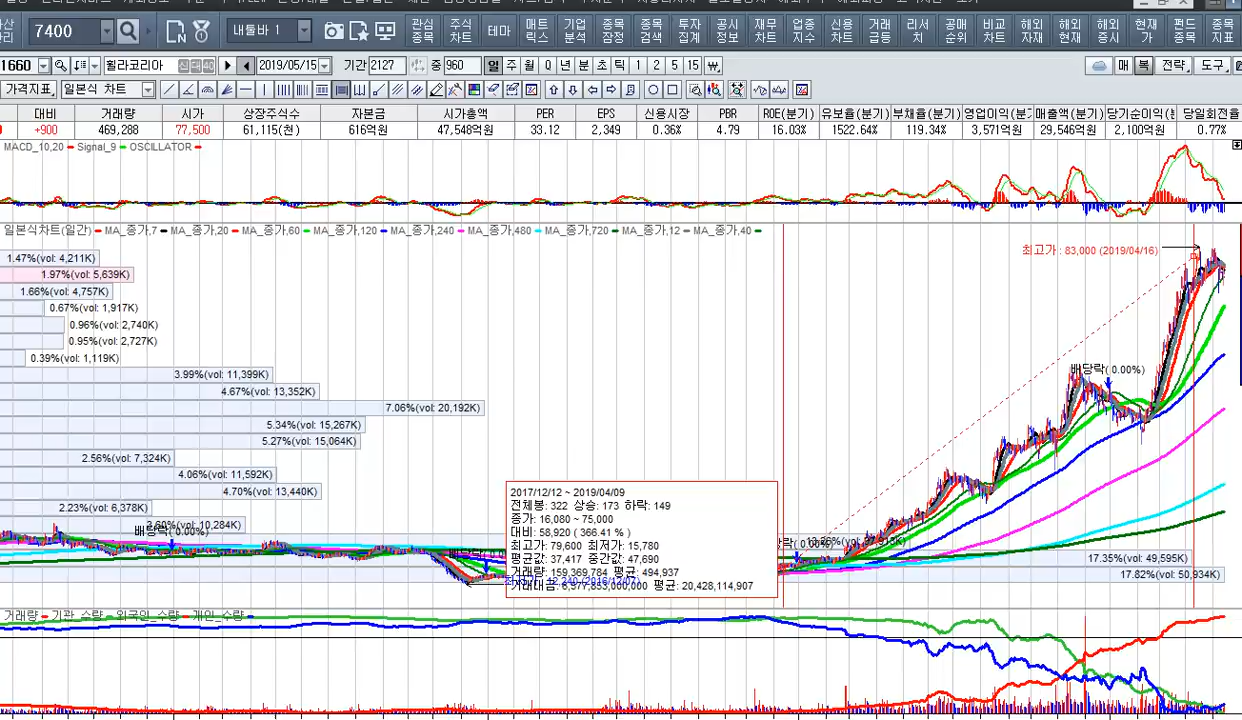 7400
내툴바 1
관심종목 주식차트 테마 매트릭스 기업분석 종목잠정 종목검색 투자집계 공시정보 재무차트 업종지수 신용차트 거래급등 리서치 공매순위 비교차트 해외자재 해외현재 해외증시 현재가 펀드종목 종목지표
1660 휠라코리아 신 담 40 2019/05/15 기간 2127 중 960 일 주 월 Q 년 분 초 틱 1 2 5 15 매 복 전략, 도구,
가격지표, 일본식 차트
대비 거래량 시가 상장주식수 자본금 시가총액 PER EPS 신용시장 PBR ROE(분기) 유보율(분기) 부채율(분기) 영업이익(분 매출액(분기) 당기순이익(분 당일회전율
+900 469,288 77,500 61,115(천) 616억원 47,548억원 33.12 2,349 0.36% 4.79 16.03% 1522.64% 119.34% 3,571억원 29,546억원 2,100억원 0.77%
MACD_10,20 Signal_9 OSCILLATOR
일본식차트(일간) MA_종가,7 MA_종가,20 MA_종가,60 MA_종가,120 MA_종가,240 MA_종가,480 MA_종가,720 MA_종가,12 MA_종가,40
최고가 : 83,000 (2019/04/16)
1.47%(vol: 4,211K)
1.97%(vol: 5,639K)
1.66%(vol: 4,757K)
0.67%(vol: 1,917K)
0.96%(vol: 2,740K)
0.95%(vol: 2,727K)
0.39%(vol: 1,119K)
배당락( 0.00%)
3.99%(vol: 11,399K)
4.67%(vol: 13,352K)
7.06%(vol: 20,192K)
5.34%(vol: 15,267K)
5.27%(vol: 15,064K)
2.56%(vol: 7,324K)
4.06%(vol: 11,592K)
4.70%(vol: 13,440K)
2.23%(vol: 6,378K)
3.60%(vol: 10,284K)
배당락( 0.00%)
2017/12/12 ~ 2019/04/09
전체봉: 322 상승: 173 하락: 149
종가: 16,080 ~ 75,000
대비: 58,920 ( 366.41 % )
최고가: 79,600 최저가: 15,780
평균값: 37,417 중간값: 47,690
거래량: 159,369,784 평균: 494,937
거래대금: 6,977,853,000,000 평균: 20,428,114,907
17.35%(vol: 49,595K)
17.82%(vol: 50,934K)
거래량 기관_수량 외국인_수량 개인_수량